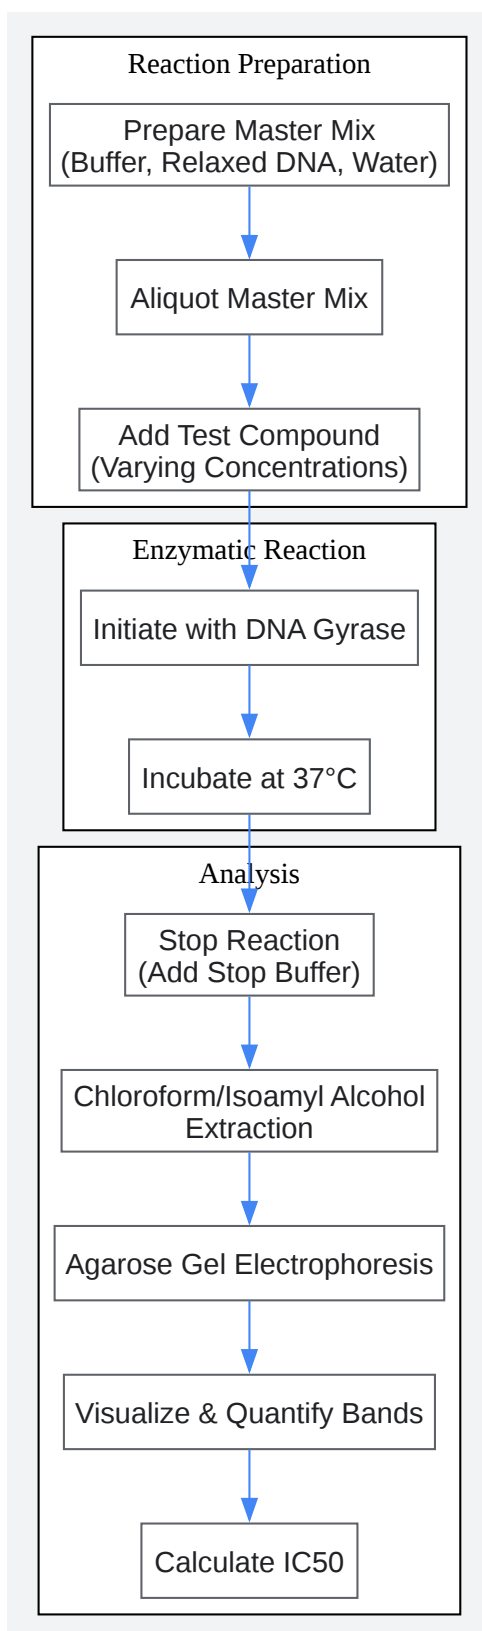 Reaction Preparation
Prepare Master Mix
(Buffer, Relaxed DNA, Water)
Aliquot Master Mix
Add Test Compound
(Varying Concentrations)
Enzymatic Reaction
Initiate with DNA Gyrase
Incubate at 37°C
Analysis
Stop Reaction
(Add Stop Buffer)
Chloroform/Isoamyl Alcohol
Extraction
Agarose Gel Electrophoresis
Visualize & Quantify Bands
Calculate IC50